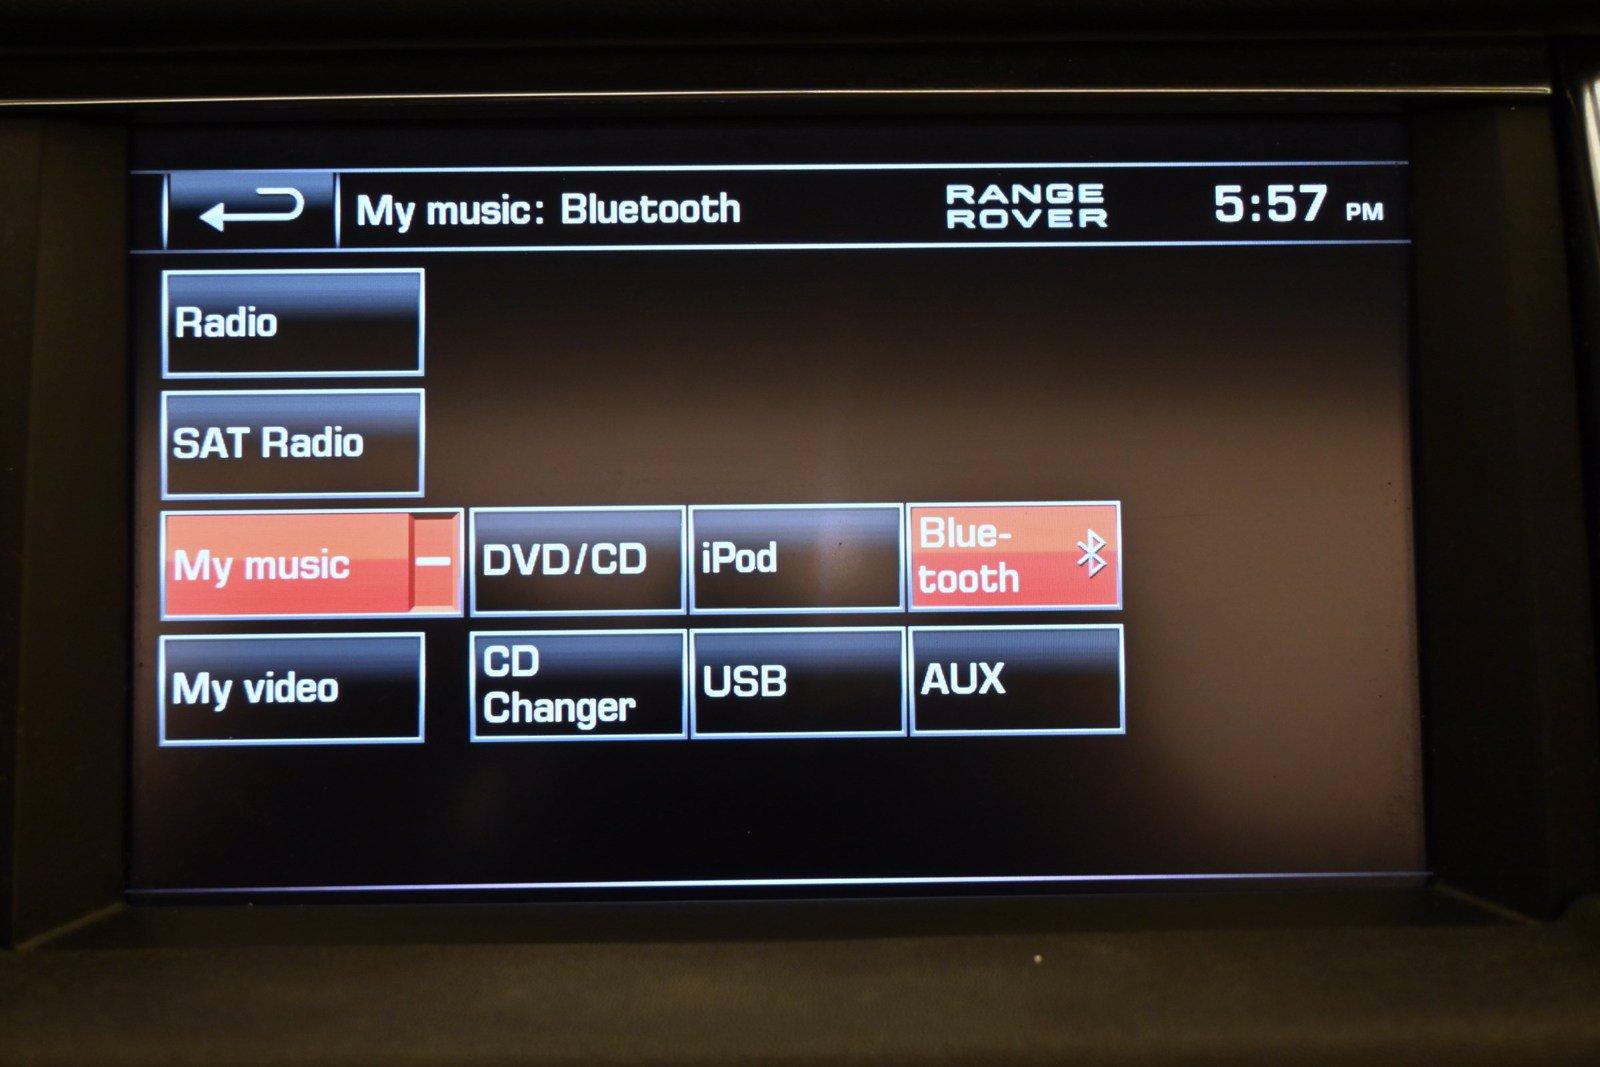 My music: Bluetooth
RANGE
ROVER
5:57 PM
Radio
SAT Radio
My music
DVD/CD
iPod
Blue-
tooth
My video
CD
Changer
USB
AUX